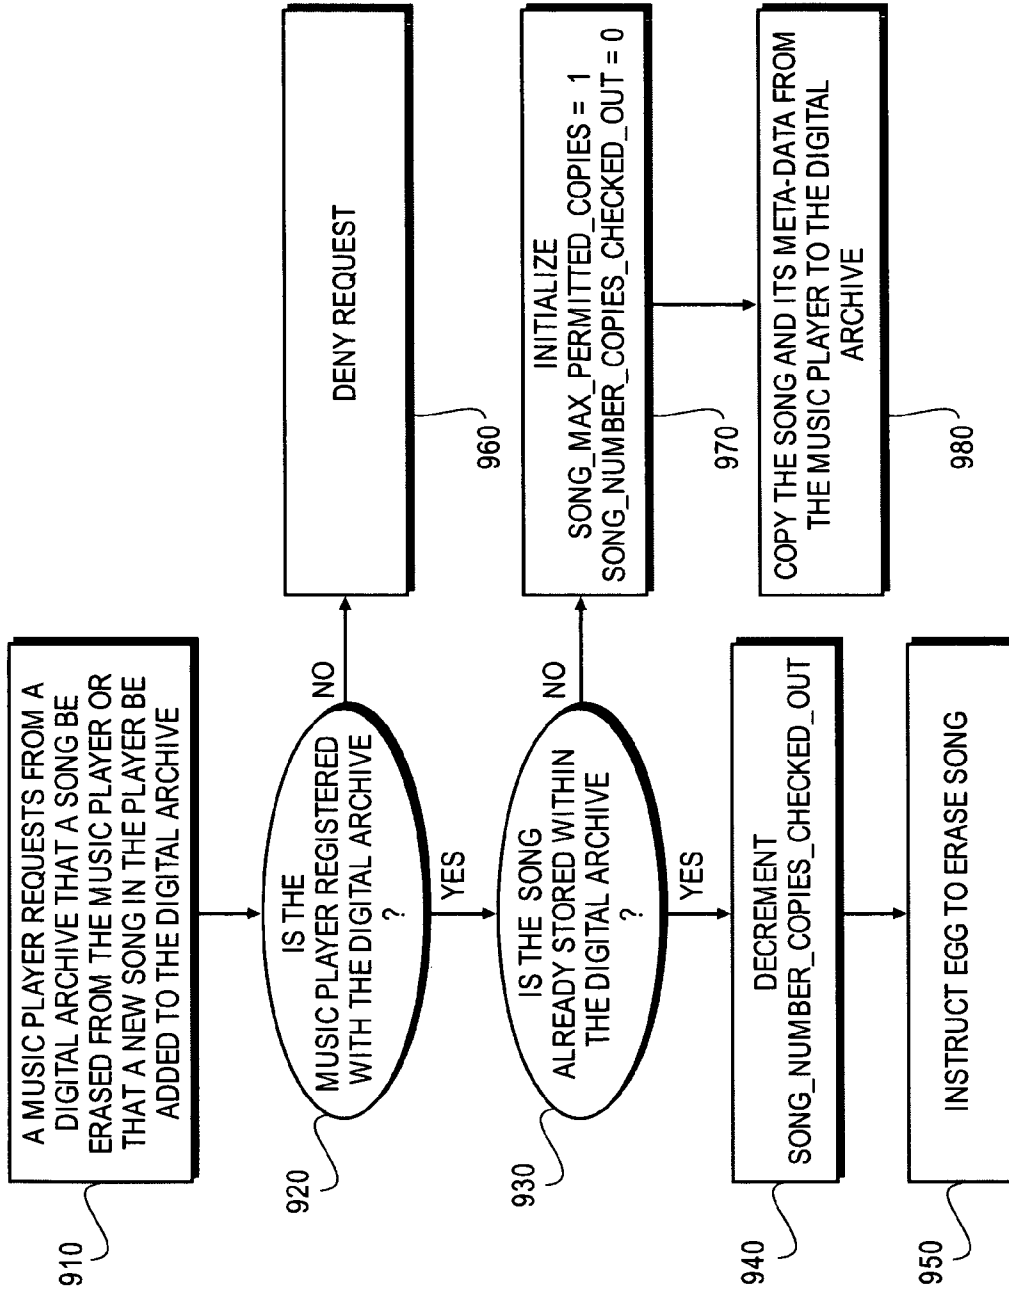 A MUSIC PLAYER REQUESTS FROM A
DIGITAL ARCHIVE THAT A SONG BE
ERASED FROM THE MUSIC PLAYER OR
THAT A NEW SONG IN THE PLAYER BE
ADDED TO THE DIGITAL ARCHIVE
910
IS THE
MUSIC PLAYER REGISTERED
WITH THE DIGITAL ARCHIVE
?
920
NO
YES
DENY REQUEST
960
IS THE SONG
ALREADY STORED WITHIN
THE DIGITAL ARCHIVE
?
930
NO
YES
INITIALIZE
SONG_MAX_PERMITTED_COPIES = 1
SONG_NUMBER_COPIES_CHECKED_OUT = 0
970
DECREMENT
SONG_NUMBER_COPIES_CHECKED_OUT
940
COPY THE SONG AND ITS META-DATA FROM
THE MUSIC PLAYER TO THE DIGITAL
ARCHIVE
980
INSTRUCT EGG TO ERASE SONG
950